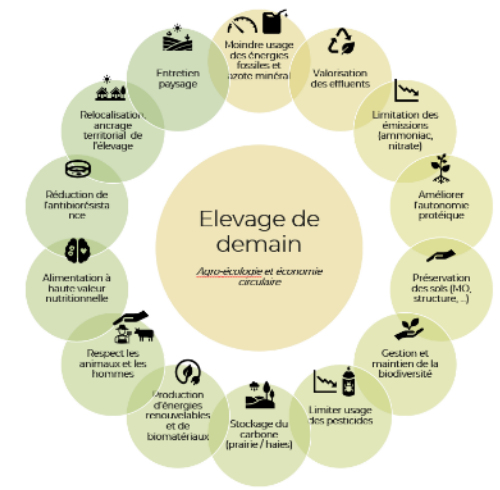 Moindre usage
des énergies
fossiles et
azote minéral
Valorisation
des effluents
Limitation des
émissions
(ammoniac,
nitrate)
Améliorer
l'autonomie
protéique
Préservation
des sols (MO,
structure, ...)
Gestion et
maintien de la
biodiversité
Limiter usage
des pesticides
Stockage du
carbone
(prairie / haies)
Production
d'énergies
renouvelables
et de
biomatériaux
Respect les
animaux et les
hommes
Alimentation à
haute valeur
nutritionnelle
Réduction de
l'antibiorésista
nce
Relocalisation,
ancrage
territorial de
l'élevage
Entretien
paysage
Elevage de
demain
Agro-écologie et économie
circulaire